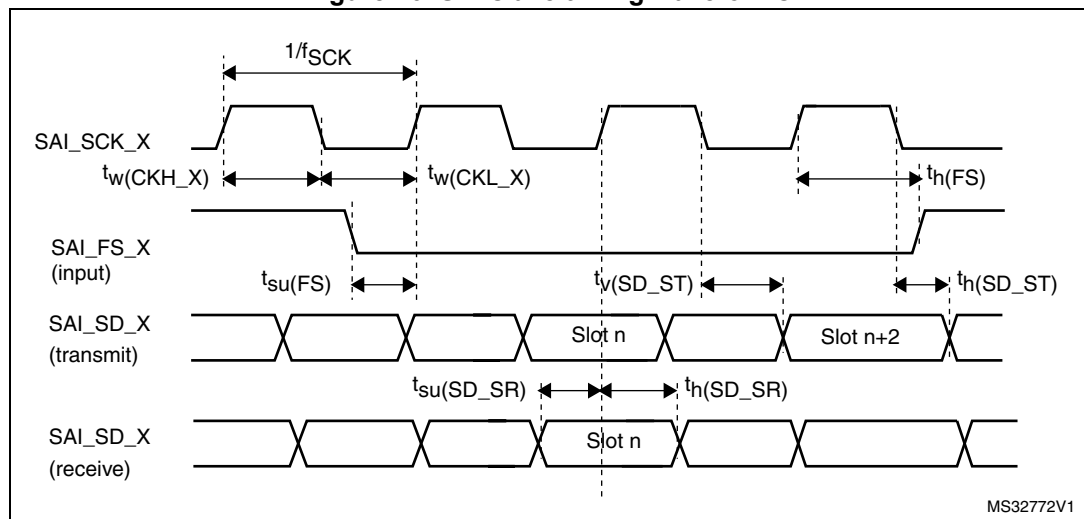 1/fSCK
SAI_SCK_X
tw(CKH_X)
tw(CKL_X)
th(FS)
SAI_FS_X
(input)
tsu(FS)
tv(SD_ST)
th(SD_ST)
SAI_SD_X
(transmit)
Slot n
Slot n+2
tsu(SD_SR)
th(SD_SR)
SAI_SD_X
(receive)
Slot n
MS32772V1